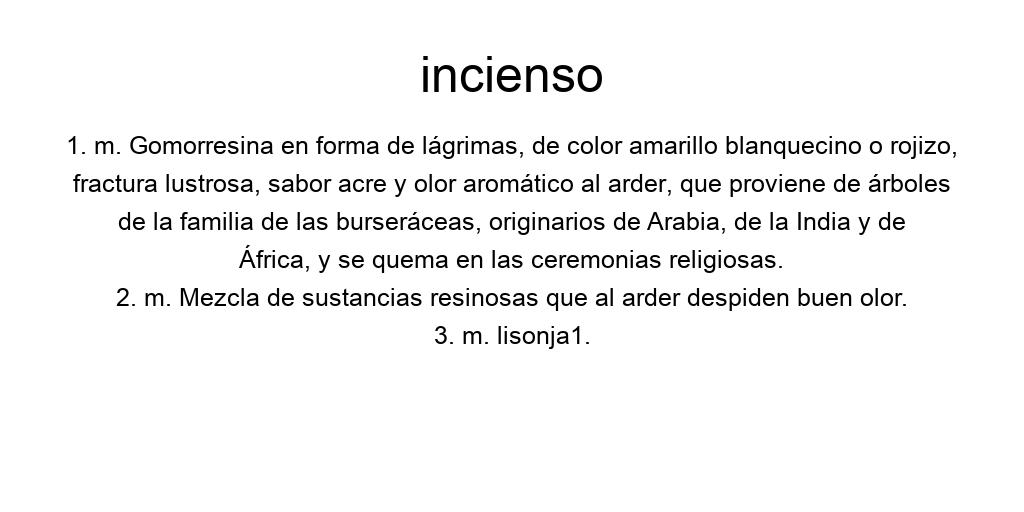 incienso
1. m. Gomorresina en forma de lágrimas, de color amarillo blanquecino o rojizo,
fractura lustrosa, sabor acre y olor aromático al arder, que proviene de árboles
de la familia de las burseráceas, originarios de Arabia, de la India y de
África, y se quema en las ceremonias religiosas.
2. m. Mezcla de sustancias resinosas que al arder despiden buen olor.
3. m. lisonja1.